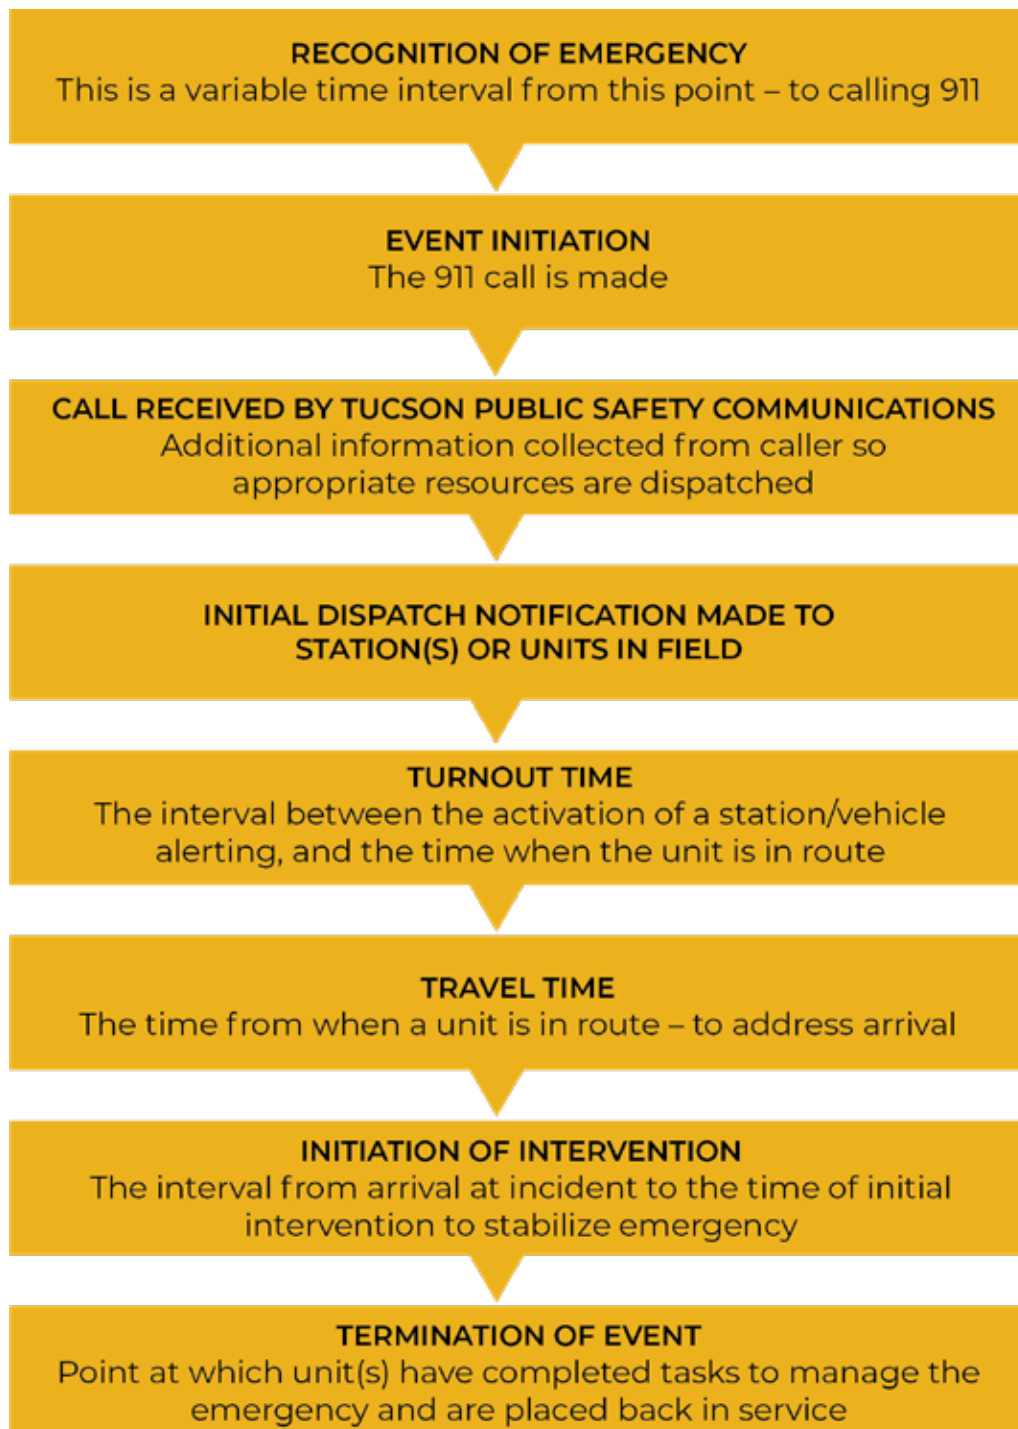 RECOGNITION OF EMERGENCY
This is a variable time interval from this point – to calling 911
EVENT INITIATION
The 911 call is made
CALL RECEIVED BY TUCSON PUBLIC SAFETY COMMUNICATIONS
Additional information collected from caller so
appropriate resources are dispatched
INITIAL DISPATCH NOTIFICATION MADE TO
STATION(S) OR UNITS IN FIELD
TURNOUT TIME
The interval between the activation of a station/vehicle
alerting, and the time when the unit is in route
TRAVEL TIME
The time from when a unit is in route – to address arrival
INITIATION OF INTERVENTION
The interval from arrival at incident to the time of initial
intervention to stabilize emergency
TERMINATION OF EVENT
Point at which unit(s) have completed tasks to manage the
emergency and are placed back in service